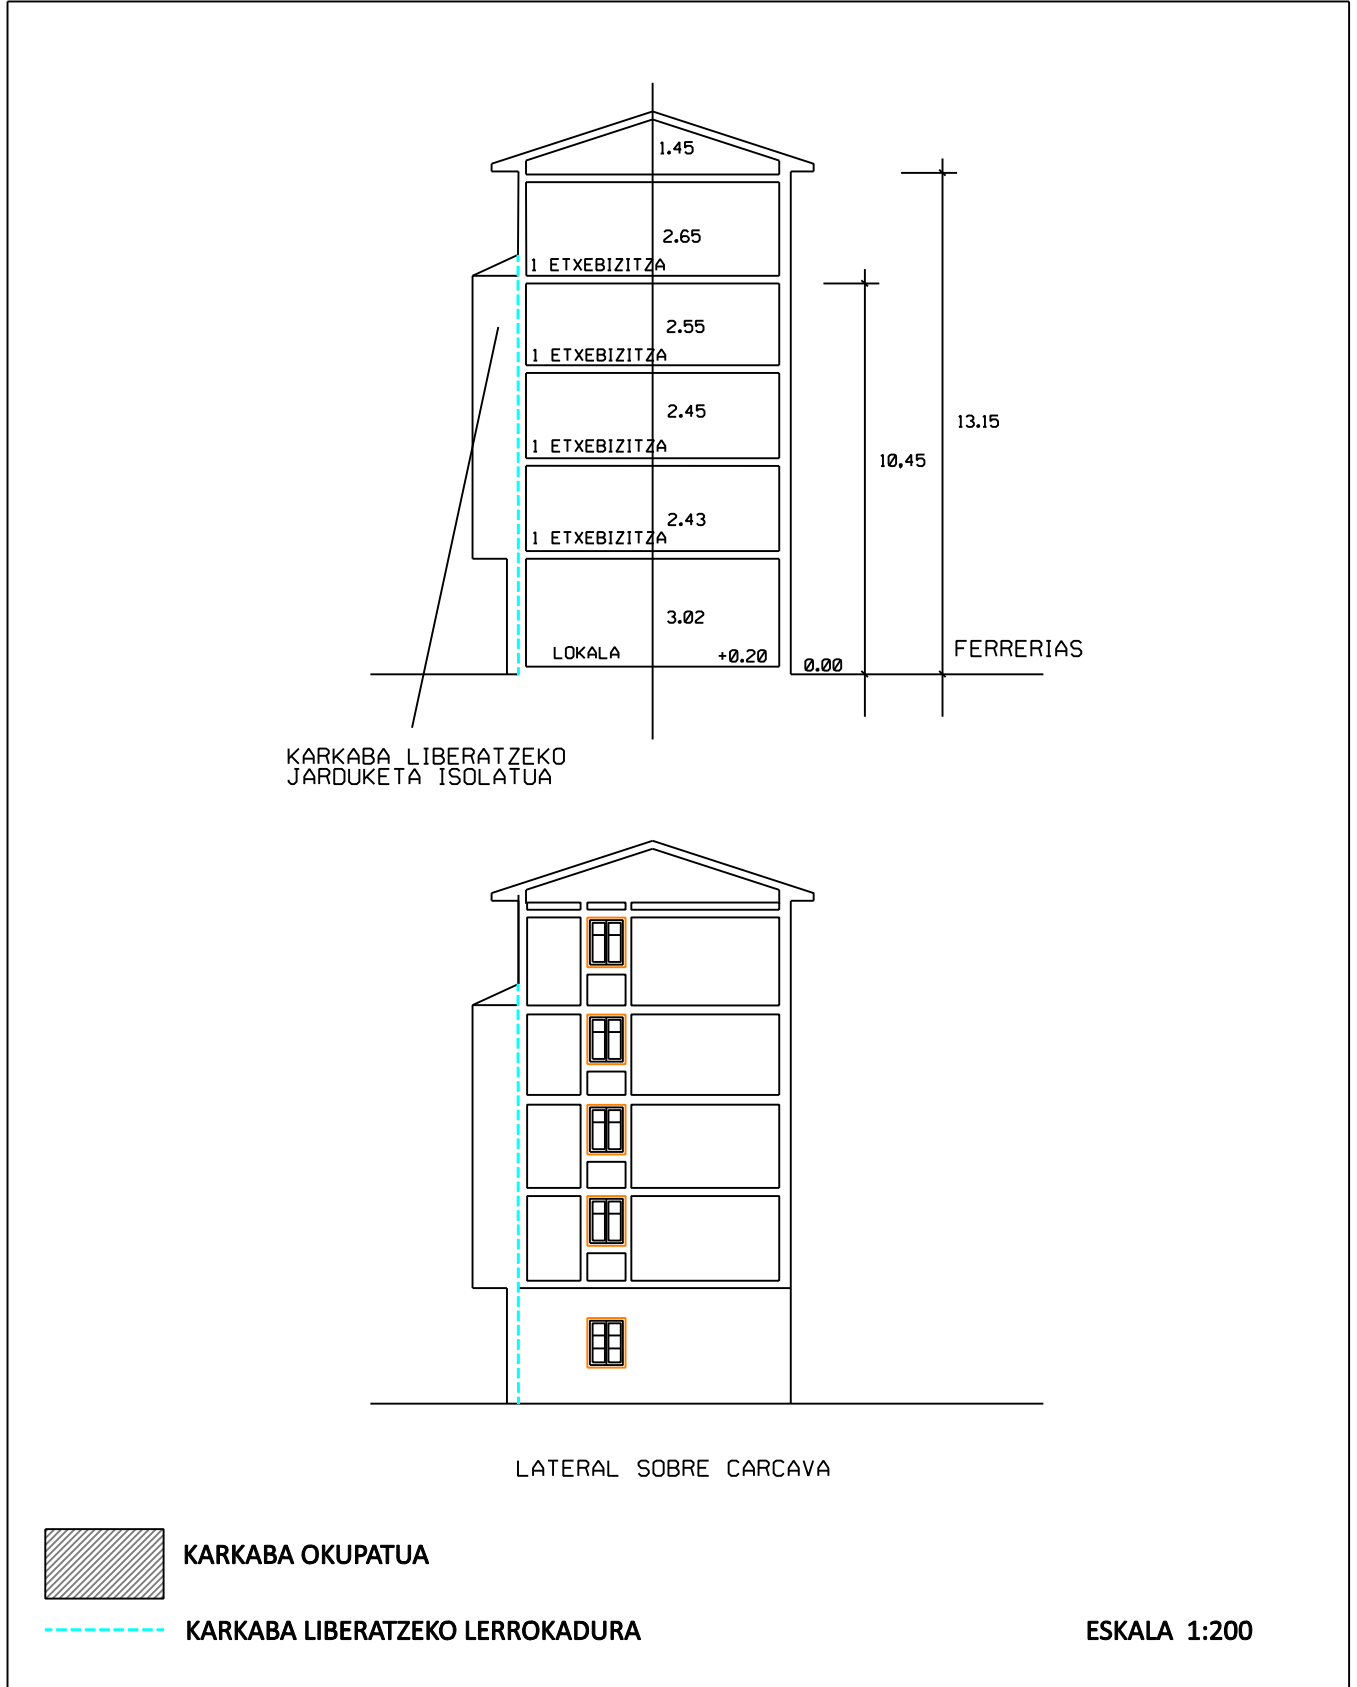 1.45
2.65
1 ETXEBIZITZA
2.55
1 ETXEBIZITZA
2.45
13.15
1 ETXEBIZITZA
10.45
2.43
1 ETXEBIZITZA
3.02
LOKALA
+0.20
0.00
FERRERIAS
KARKABA LIBERATZEKO
JARDUKETA ISOLATUA
LATERAL SOBRE CARCAVA
KARKABA OKUPATUA
KARKABA LIBERATZEKO LERROKADURA
ESKALA 1:200